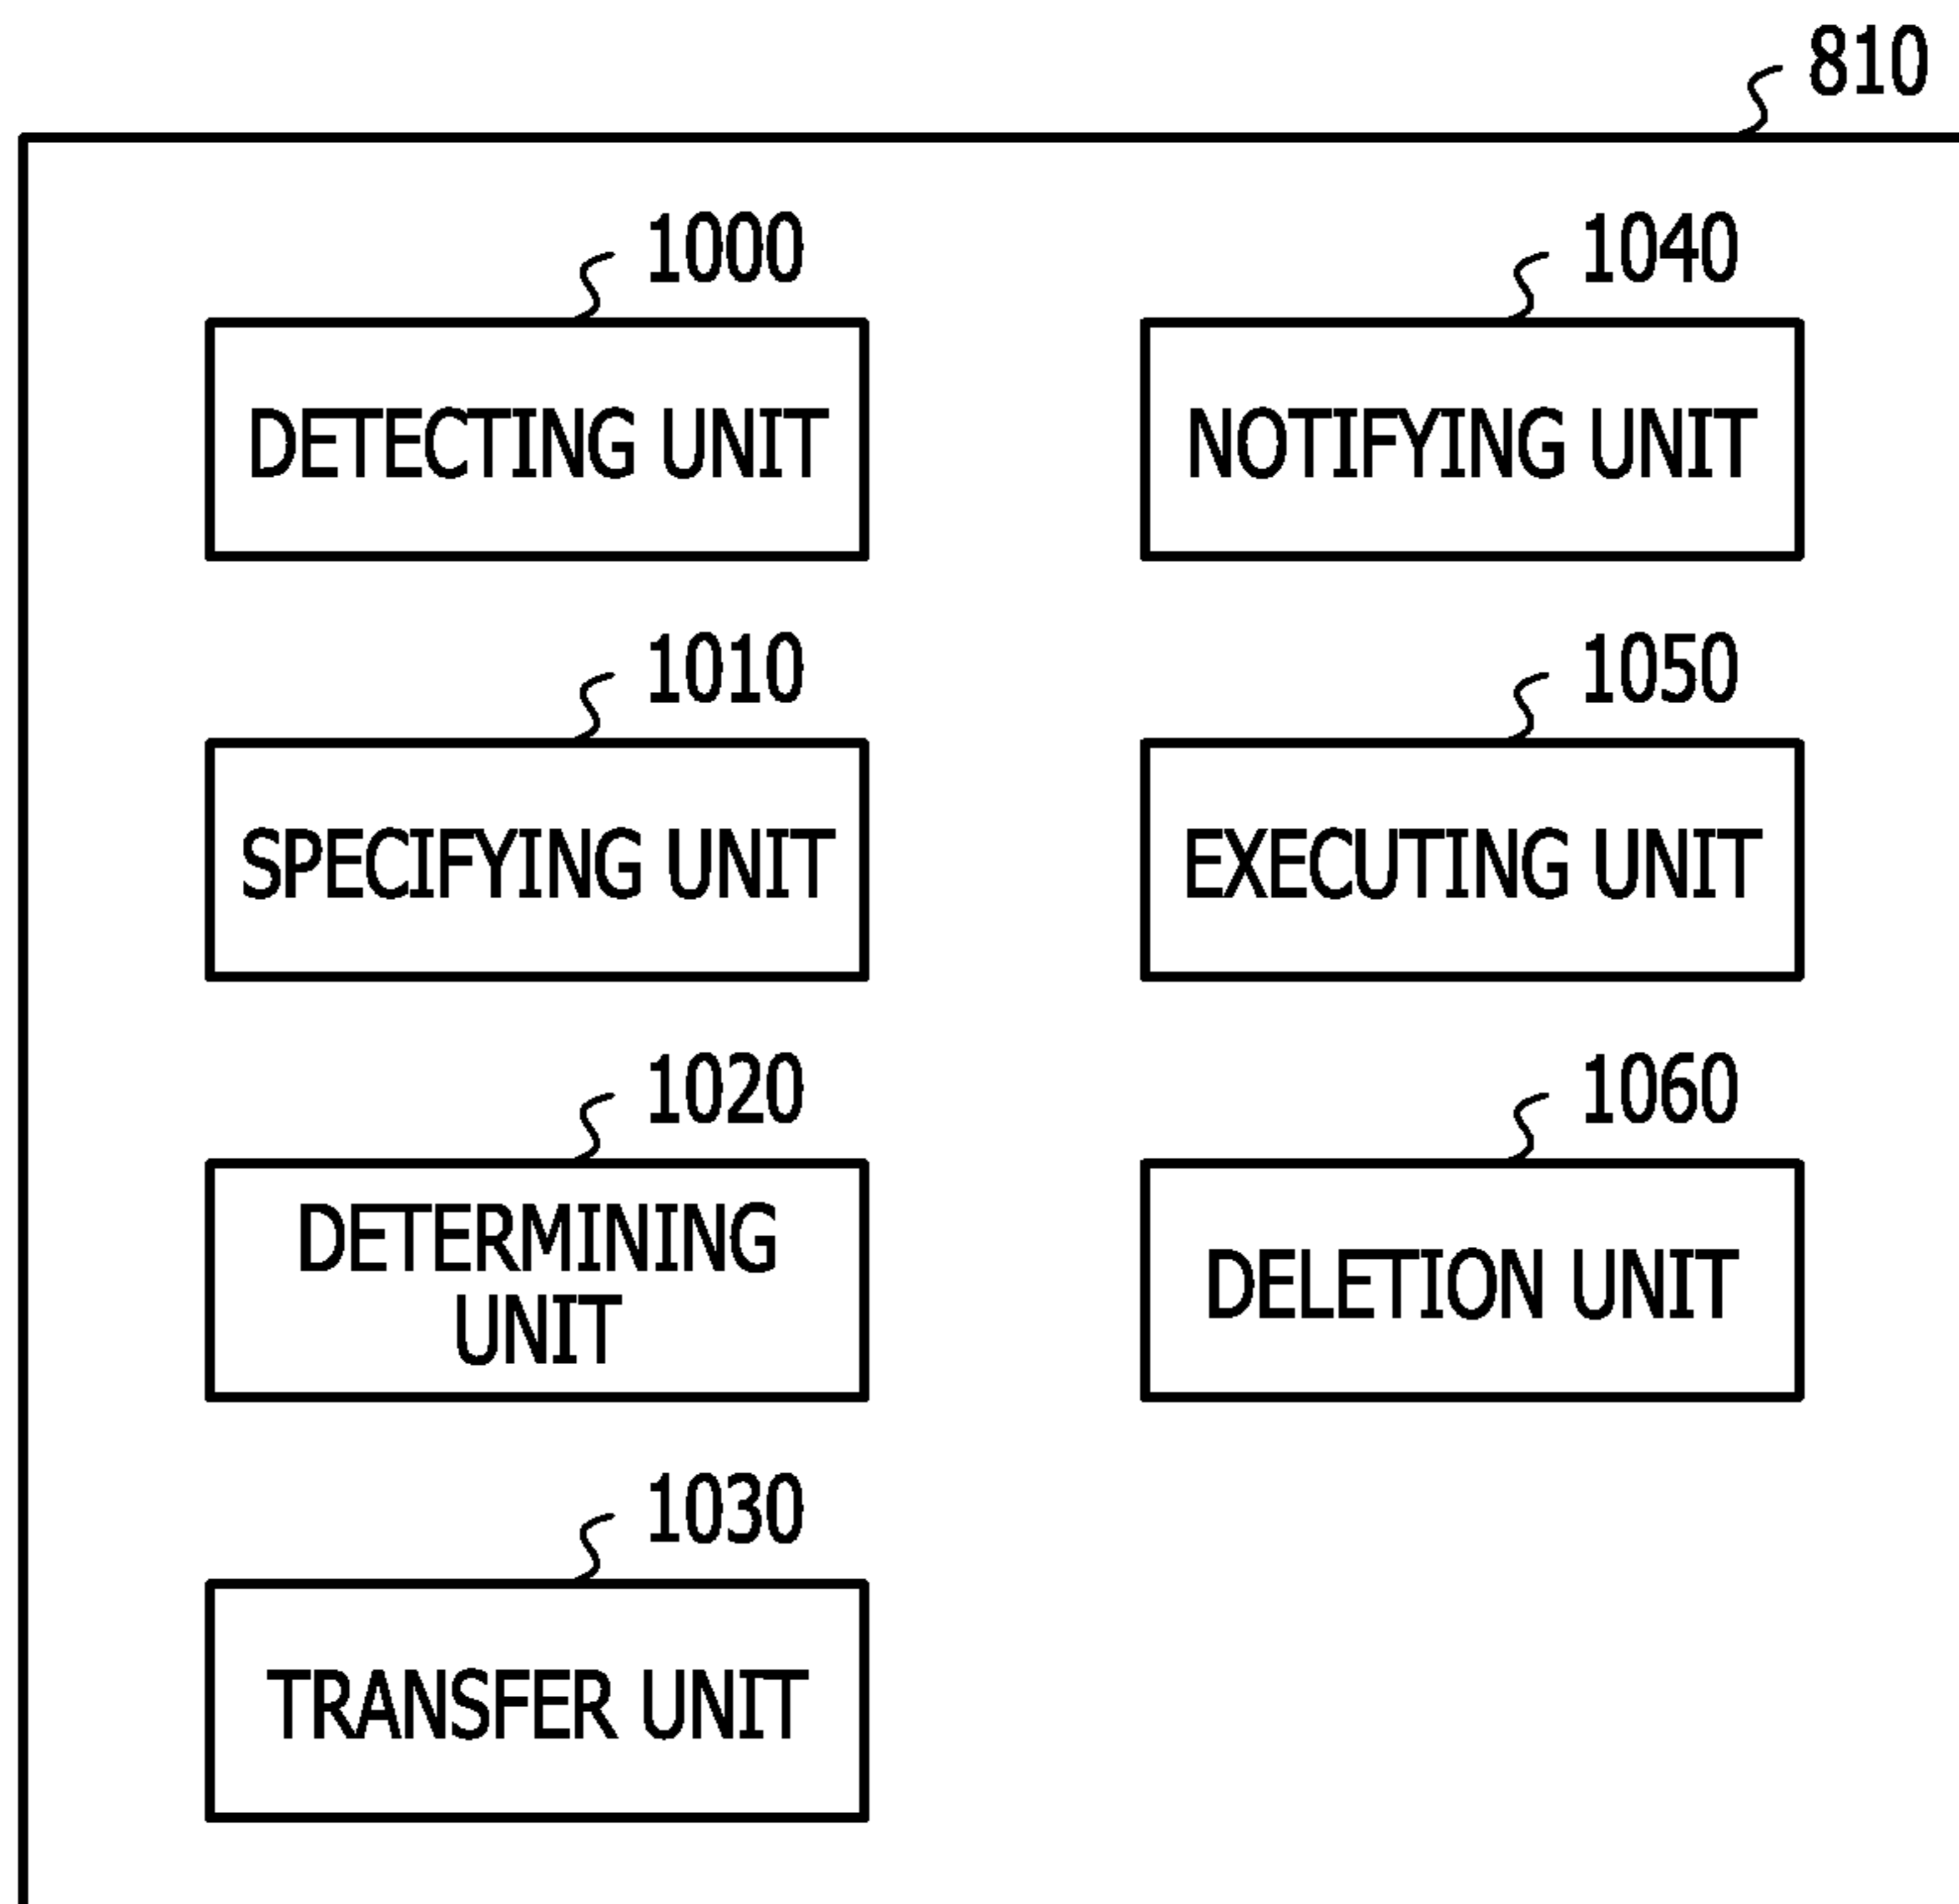 810
1000
DETECTING UNIT
1010
SPECIFYING UNIT
1020
DETERMINING
UNIT
1030
TRANSFER UNIT
1040
NOTIFYING UNIT
1050
EXECUTING UNIT
1060
DELETION UNIT